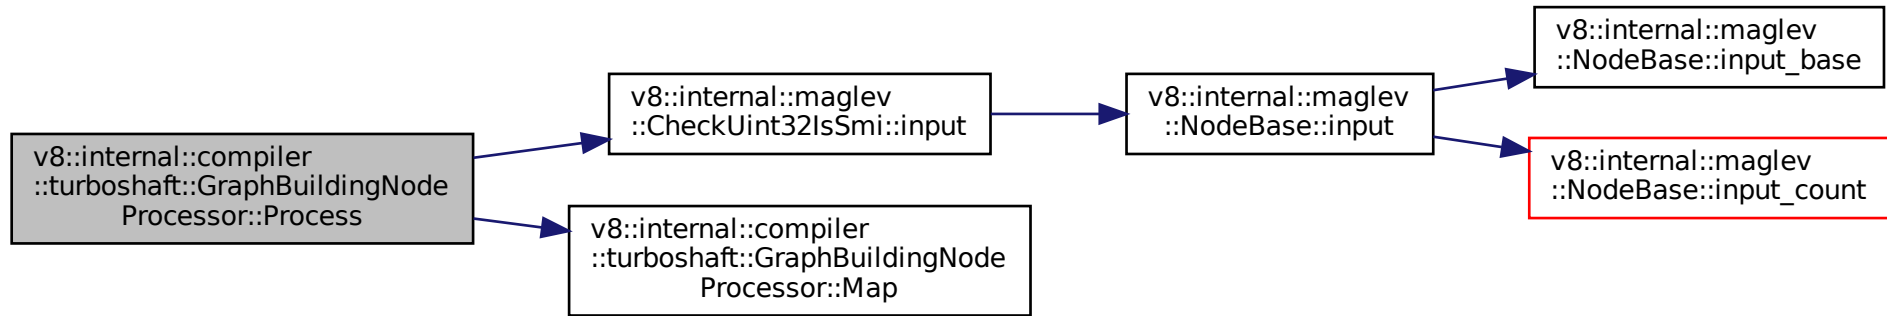 v8::internal::compiler
::turboshaft::GraphBuildingNode
Processor::Process
v8::internal::maglev
::CheckUint32IsSmi::input
v8::internal::compiler
::turboshaft::GraphBuildingNode
Processor::Map
v8::internal::maglev
::NodeBase::input
v8::internal::maglev
::NodeBase::input_base
v8::internal::maglev
::NodeBase::input_count